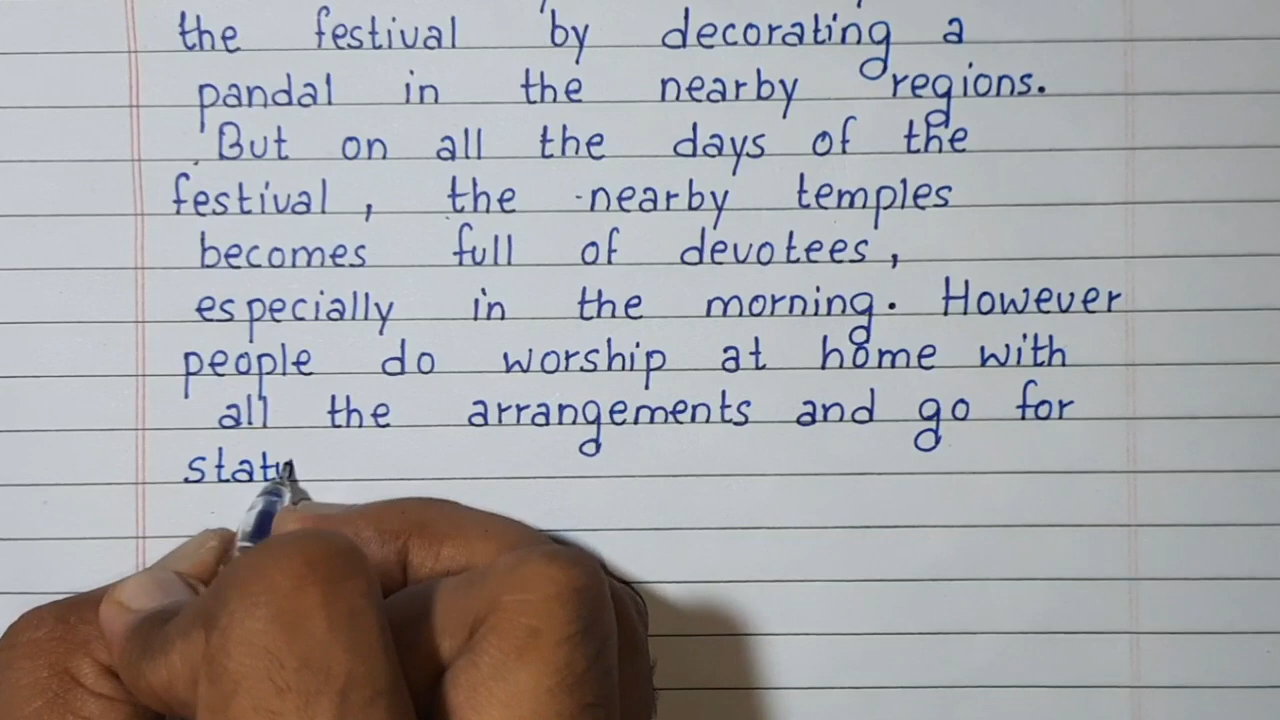 the festival by decorating a
pandal in the nearby regions.
But on all the days of the
festival, the nearby temples
becomes full of devotees,
especially in the morning. However
people do worship at home with
all the arrangements and go for
statu